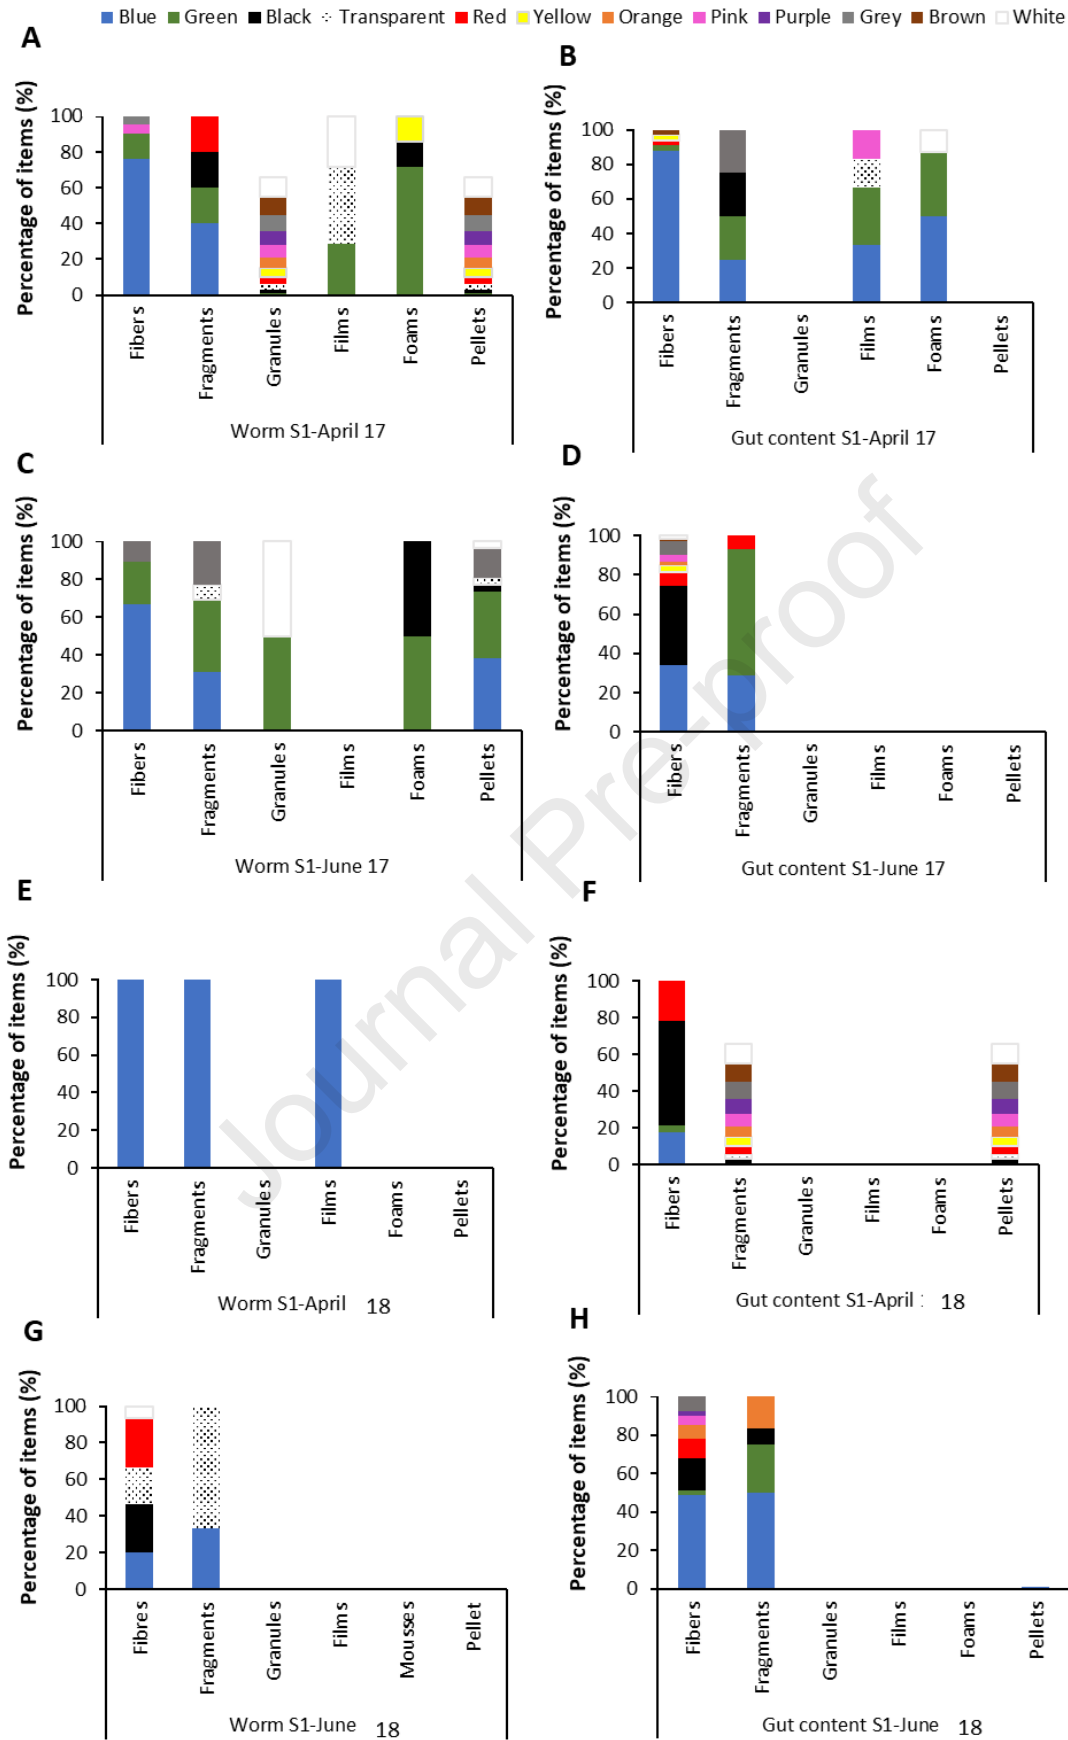 Blue Green Black Transparent Red Yellow Orange Pink Purple Grey Brown White
A
Percentage of items (%)
100
80
60
40
20
0
Fibers
Fragments
Granules
Films
Foams
Pellets
Worm S1-April 17
B
Percentage of items (%)
100
80
60
40
20
0
Fibers
Fragments
Granules
Films
Foams
Pellets
Gut content S1-April 17
C
Percentage of items (%)
100
80
60
40
20
0
Fibers
Fragments
Granules
Films
Foams
Pellets
Worm S1-June 17
D
Percentage of items (%)
100
80
60
40
20
0
Fibers
Fragments
Granules
Films
Foams
Pellets
Gut content S1-June 17
E
Percentage of items (%)
100
80
60
40
20
0
Fibers
Fragments
Granules
Films
Foams
Pellets
Worm S1-April 18
F
Percentage of items (%)
100
80
60
40
20
0
Fibers
Fragments
Granules
Films
Foams
Pellets
Gut content S1-April 18
G
Percentage of items (%)
100
80
60
40
20
0
Fibres
Fragments
Granules
Films
Mousses
Pellet
Worm S1-June 18
H
Percentage of items (%)
100
80
60
40
20
0
Fibers
Fragments
Granules
Films
Foams
Pellets
Gut content S1-June 18
Journal Pre-proof